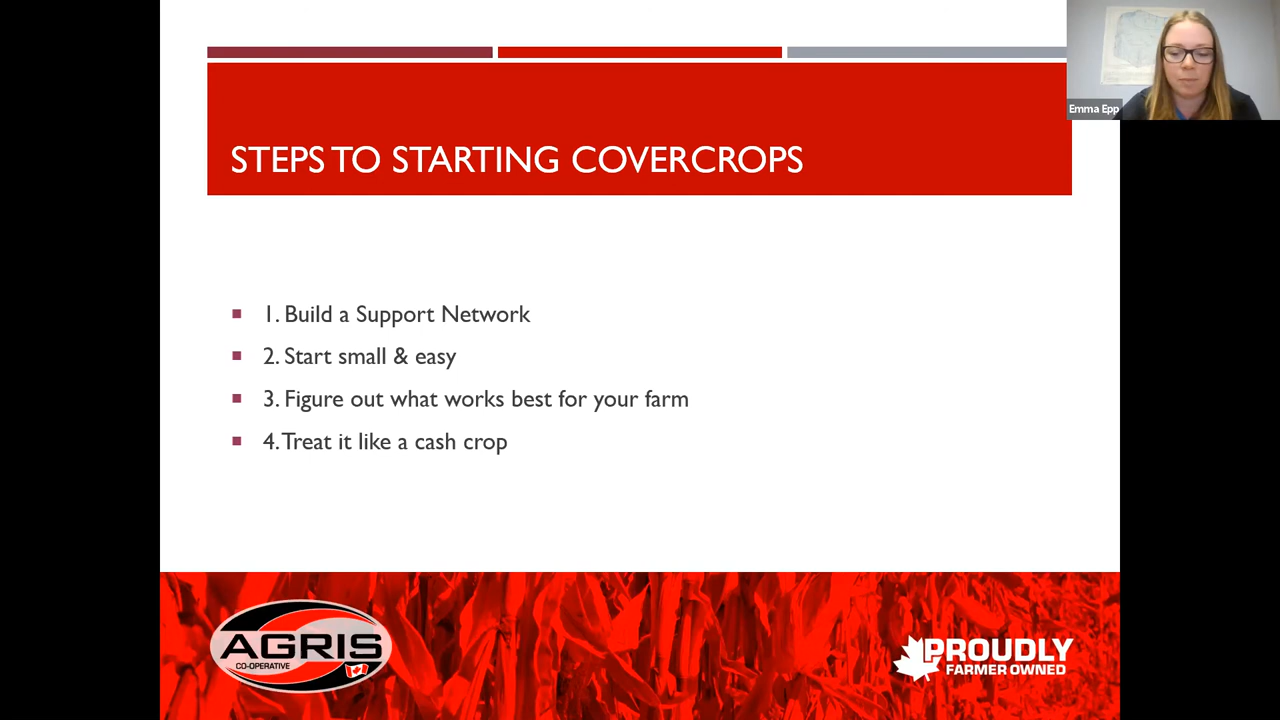 Emma Epp
STEPS TO STARTING COVERCROPS
1. Build a Support Network
2. Start small & easy
3. Figure out what works best for your farm
4. Treat it like a cash crop
AGRIS
CO-OPERATIVE
PROUDLY
FARMER OWNED